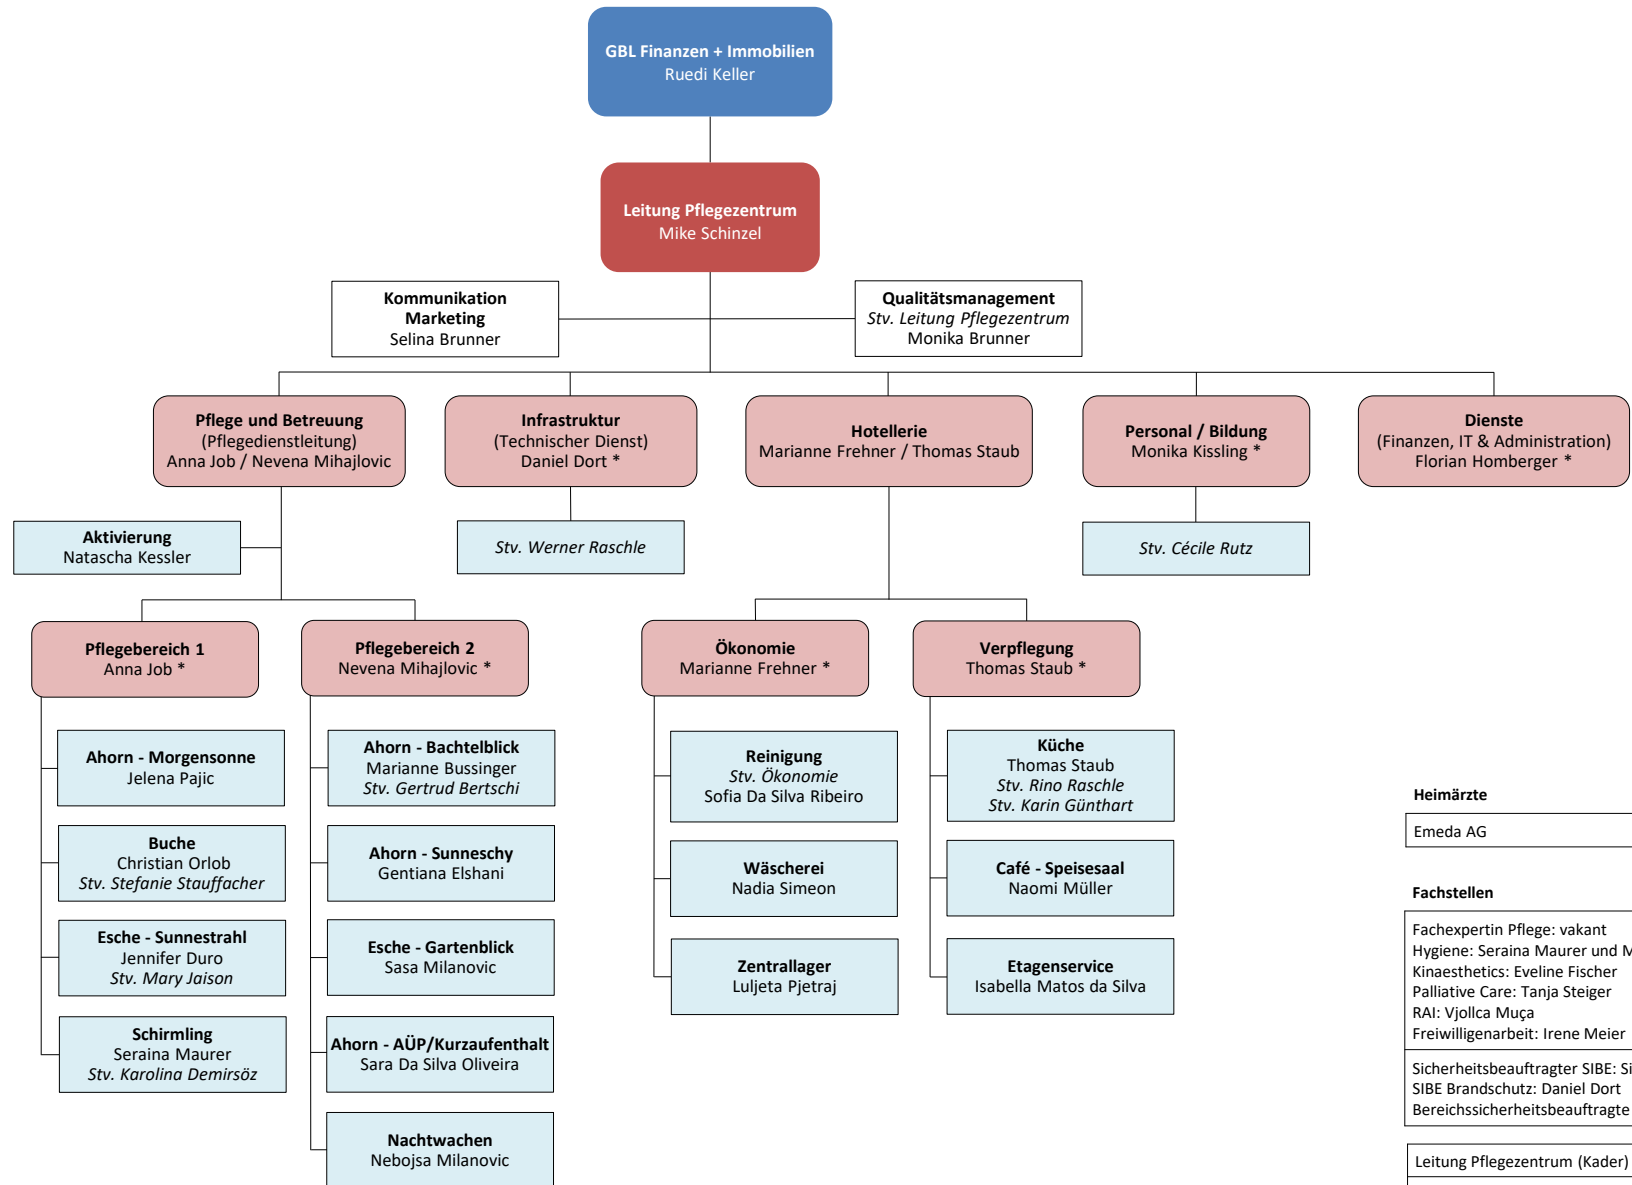 GBL Finanzen + Immobilien
Ruedi Keller
Leitung Pflegezentrum
Mike Schinzel
Kommunikation
Marketing
Selina Brunner
Qualitätsmanagement
Stv. Leitung Pflegezentrum
Monika Brunner
Pflege und Betreuung
(Pflegedienstleitung)
Anna Job / Nevena Mihajlovic
Infrastruktur
(Technischer Dienst)
Daniel Dort *
Hotellerie
Marianne Frehner / Thomas Staub
Personal / Bildung
Monika Kissling *
Dienste
(Finanzen, IT & Administration)
Florian Homberger *
Aktivierung
Natascha Kessler
Stv. Werner Raschle
Stv. Cécile Rutz
Pflegebereich 1
Anna Job *
Pflegebereich 2
Nevena Mihajlovic *
Ökonomie
Marianne Frehner *
Verpflegung
Thomas Staub *
Ahorn - Morgensonne
Jelena Pajic
Buche
Christian Orlob
Stv. Stefanie Stauffacher
Esche - Sunnestrahl
Jennifer Duro
Stv. Mary Jaison
Schirmling
Seraina Maurer
Stv. Karolina Demirsöz
Ahorn - Bachtelblick
Marianne Bussinger
Stv. Gertrud Bertschi
Ahorn - Sunneschy
Gentiana Elshani
Esche - Gartenblick
Sasa Milanovic
Ahorn - AÜP/Kurzaufenthalt
Sara Da Silva Oliveira
Nachtwachen
Nebojsa Milanovic
Reinigung
Stv. Ökonomie
Sofia Da Silva Ribeiro
Wäscherei
Nadia Simeon
Zentrallager
Luljeta Pjetraj
Küche
Thomas Staub
Stv. Rino Raschle
Stv. Karin Günthart
Café - Speisesaal
Naomi Müller
Etagenservice
Isabella Matos da Silva
Heimärzte
Emeda AG
Fachstellen
Fachexpertin Pflege: vakant
Hygiene: Seraina Maurer und M
Kinaesthetics: Eveline Fischer
Palliative Care: Tanja Steiger
RAI: Vjollca Muça
Freiwilligenarbeit: Irene Meier
Sicherheitsbeauftragter SIBE: Si
SIBE Brandschutz: Daniel Dort
Bereichssicherheitsbeauftragte
Leitung Pflegezentrum (Kader)